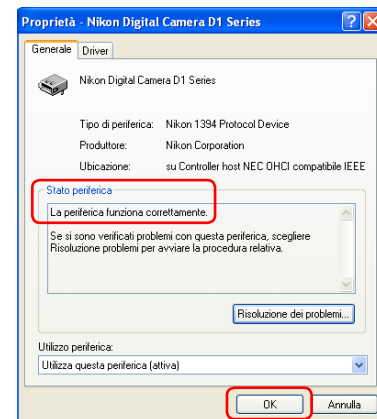 Proprietà - Nikon Digital Camera D1 Series
Generale Driver
Nikon Digital Camera D1 Series
Tipo di periferica: Nikon 1394 Protocol Device
Produttore: Nikon Corporation
Ubicazione: su Controller host NEC OHCI compatibile IEEE
Stato periferica
La periferica funziona correttamente.
Se si sono verificati problemi con questa periferica, scegliere
Risoluzione problemi per avviare la procedura relativa.
Risoluzione dei problemi...
Utilizzo periferica:
Utilizza questa periferica (attiva)
OK Annulla